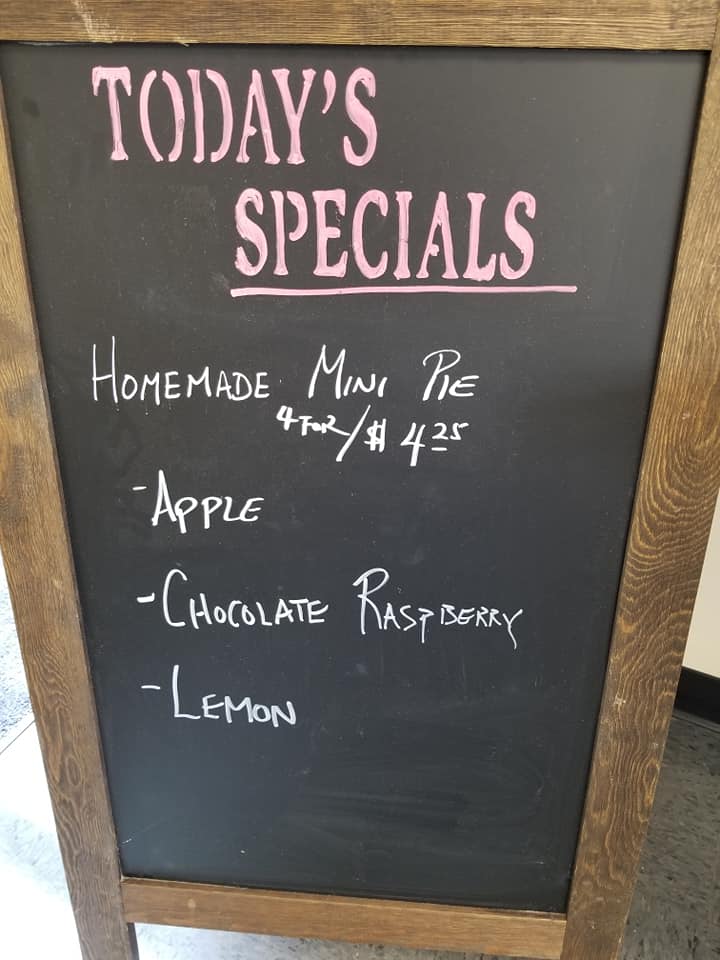 TODAY'S
SPECIALS
HOMEMADE MINI PIE
4 FOR/$ 4 25
-APPLE
-CHOCOLATE RASPBERRY
-LEMON